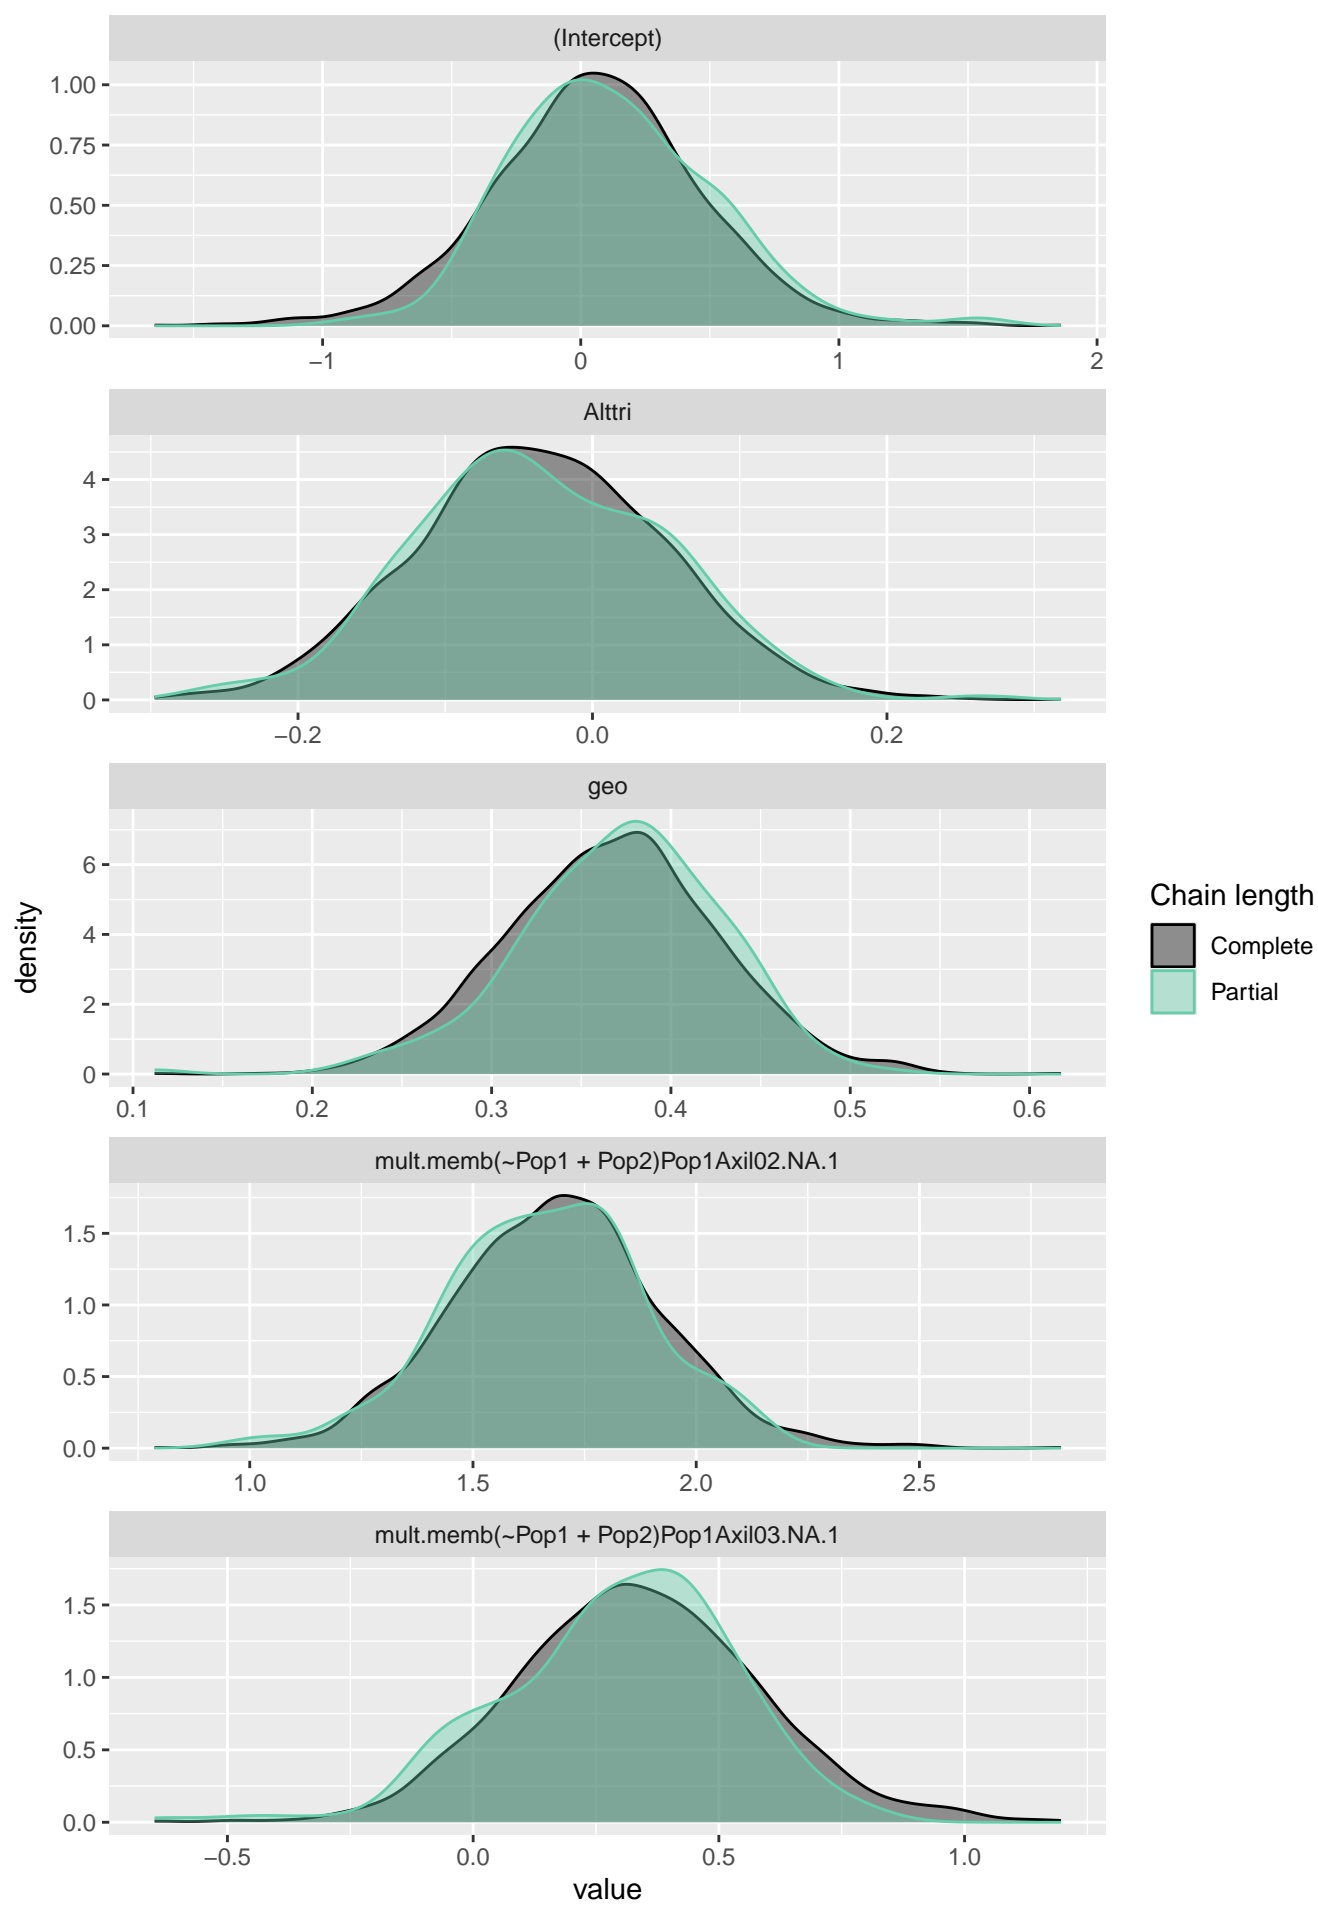 (Intercept)
1.00
0.75
0.50
0.25
0.00
−1 0 1 2
Alttri
4
3
2
1
0
−0.2 0.0 0.2
geo
6
4
2
0
0.1 0.2 0.3 0.4 0.5 0.6
mult.memb(~Pop1 + Pop2)Pop1Axil02.NA.1
1.5
1.0
0.5
0.0
1.0 1.5 2.0 2.5
mult.memb(~Pop1 + Pop2)Pop1Axil03.NA.1
1.5
1.0
0.5
0.0
−0.5 0.0 0.5 1.0
value
density
Chain length
Complete
Partial